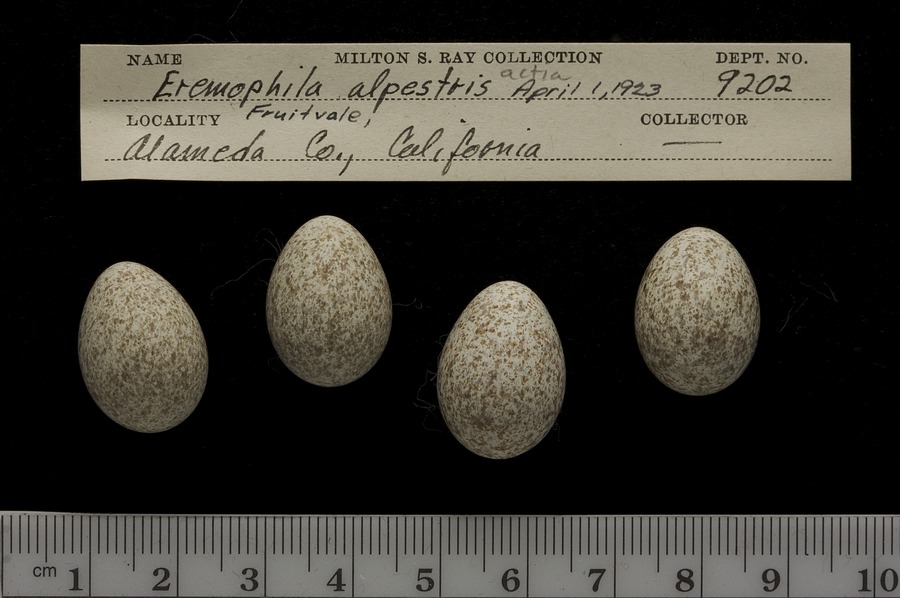 NAME MILTON S. RAY COLLECTION DEPT. NO.
Eremophila alpestris actia April 1, 1923 9202
LOCALITY Fruitvale, COLLECTOR
Alameda Co., California —
cm 1 2 3 4 5 6 7 8 9 10